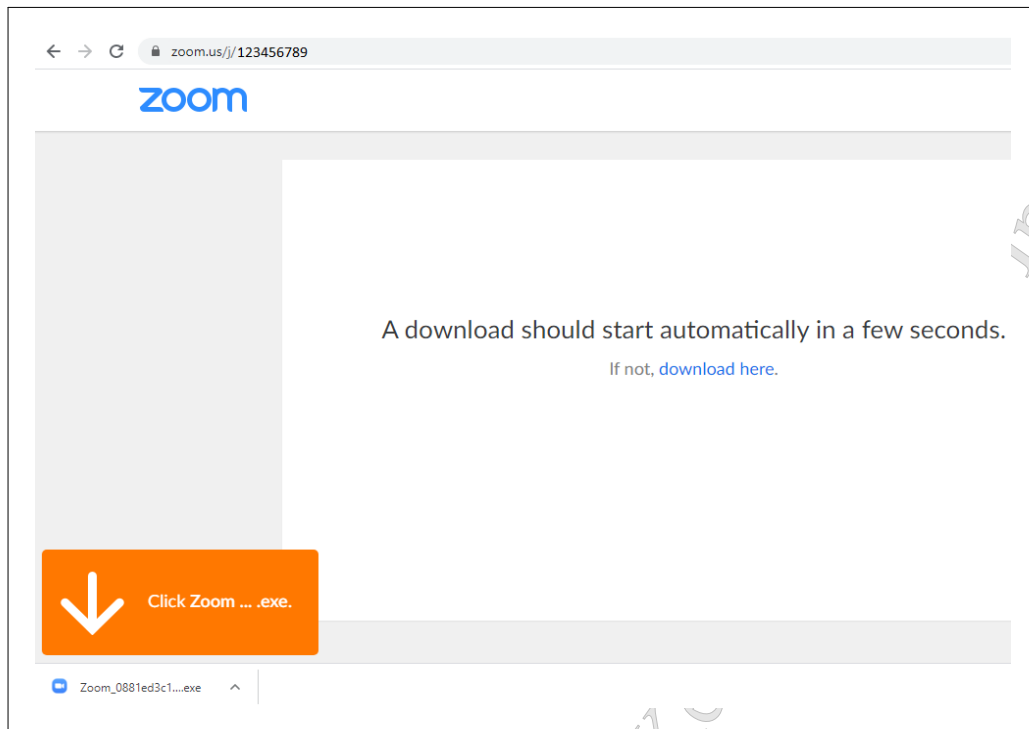 zoom.us/j/123456789
zoom
A download should start automatically in a few seconds.
If not, download here.
Click Zoom ... .exe.
Zoom_0881ed3c1....exe